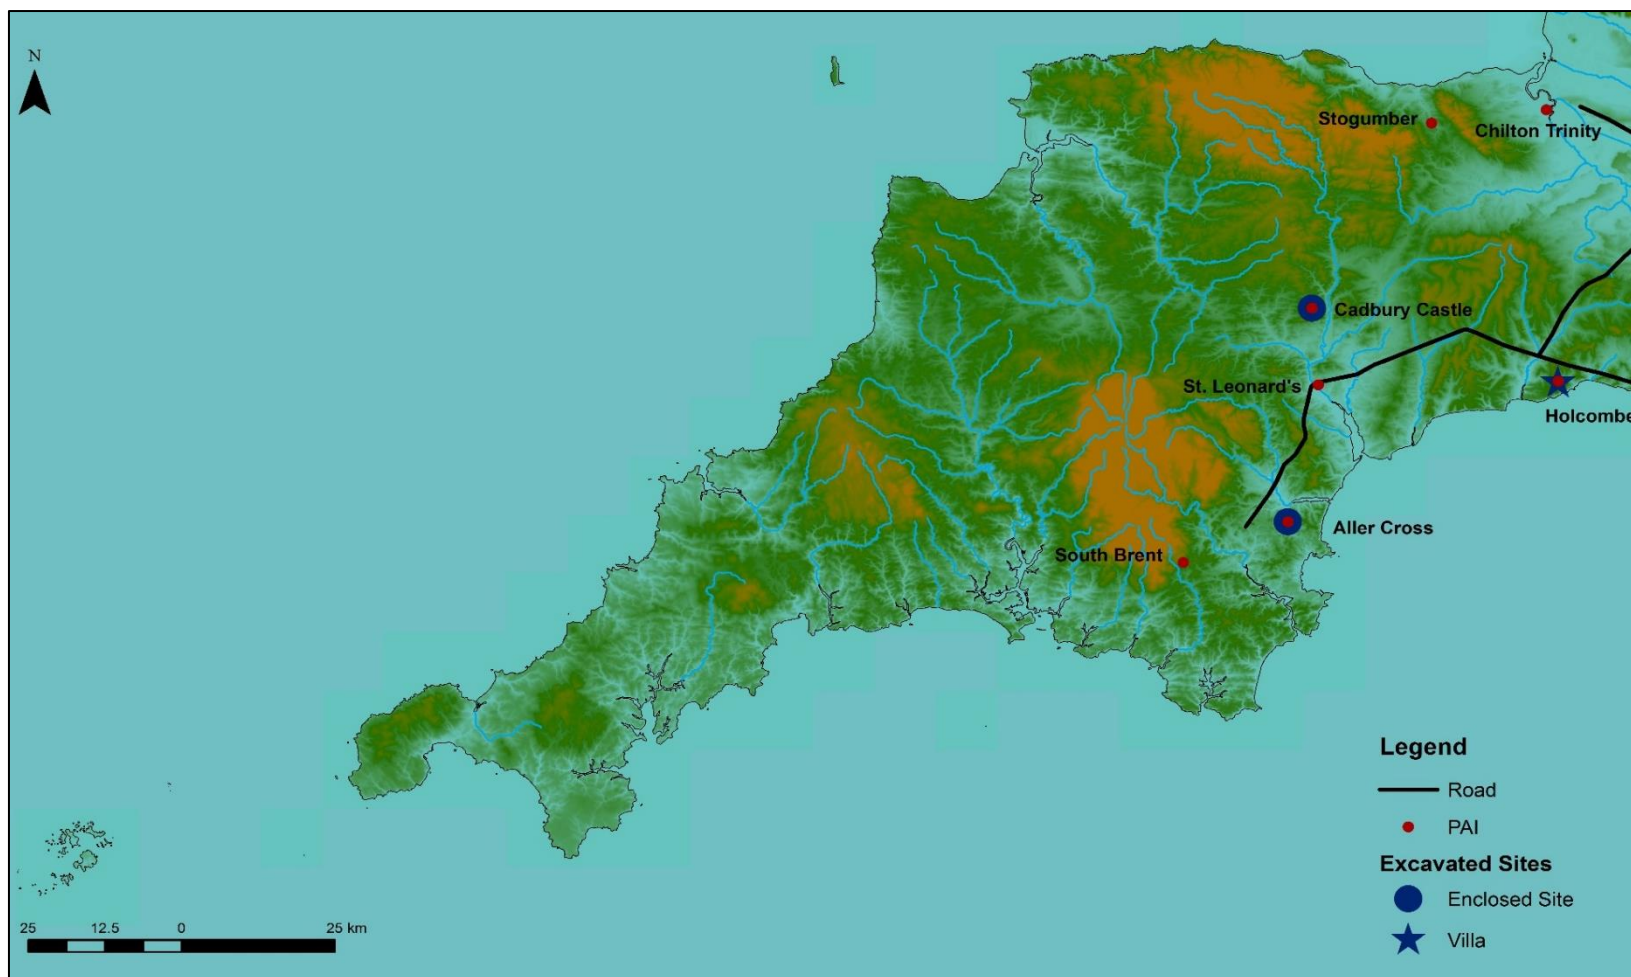 N
Stogumber
Chilton Trinity
Cadbury Castle
St. Leonard's
Holcombe
Aller Cross
South Brent
Legend
Road
PAI
Excavated Sites
Enclosed Site
Villa
25 12.5 0 25 km